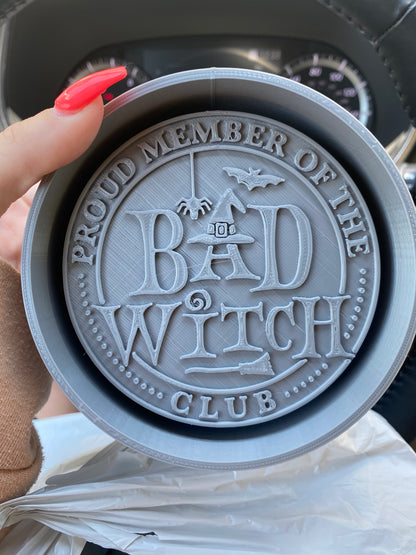 PROUD MEMBER OF THE
BAD
WiTCH
CLUB